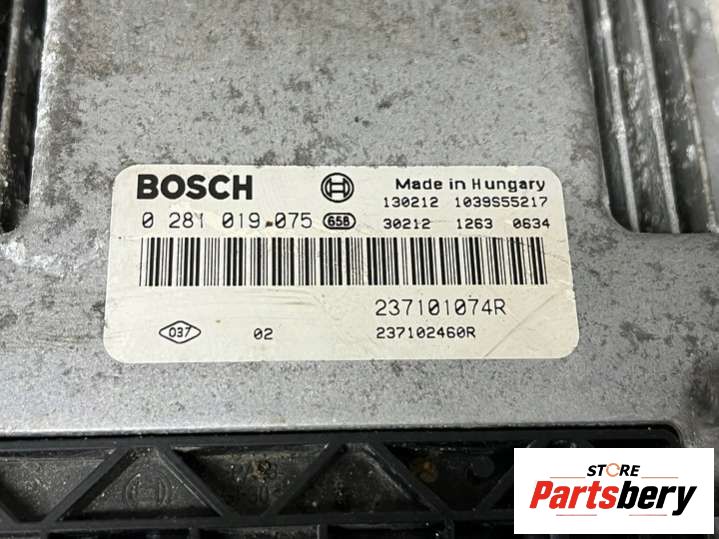 BOSCH
Made in Hungary
130212 1039S55217
0 281 019 075 G5B 30212 1263 0634
237101074R
037 02 237102460R
STORE
Partsbery